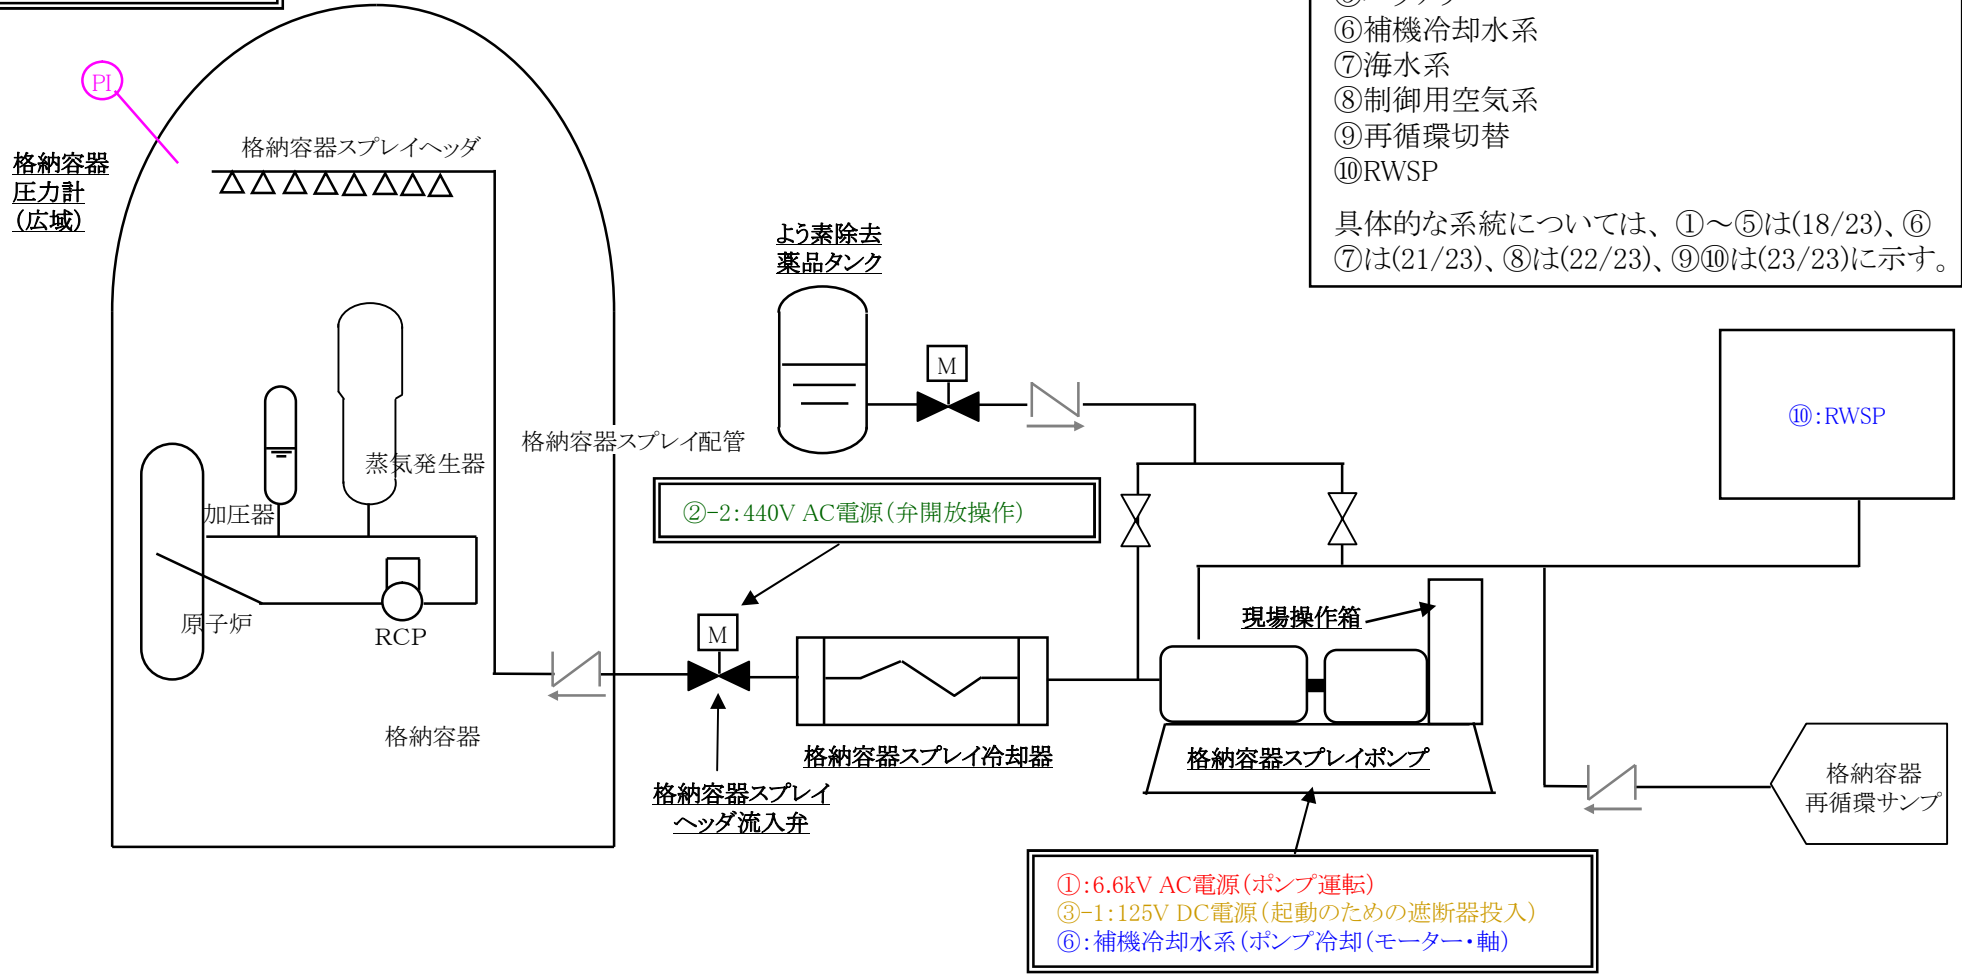 ⑥補機冷却水系
⑦海水系
⑧制御用空気系
⑨再循環切替
⑩RWSP
具体的な系統については、①～⑤は(18/23)、⑥
⑦は(21/23)、⑧は(22/23)、⑨⑩は(23/23)に示す。
PI
格納容器
圧力計
(広域)
格納容器スプレイヘッダ
よう素除去
薬品タンク
M
⑩:RWSP
格納容器スプレイ配管
蒸気発生器
加圧器
原子炉
RCP
格納容器
②-2:440V AC電源(弁開放操作)
M
現場操作箱
格納容器スプレイ冷却器
格納容器スプレイポンプ
格納容器スプレイ
ヘッダ流入弁
格納容器
再循環サンプ
①:6.6kV AC電源(ポンプ運転)
③-1:125V DC電源(起動のための遮断器投入)
⑥:補機冷却水系(ポンプ冷却(モーター・軸)